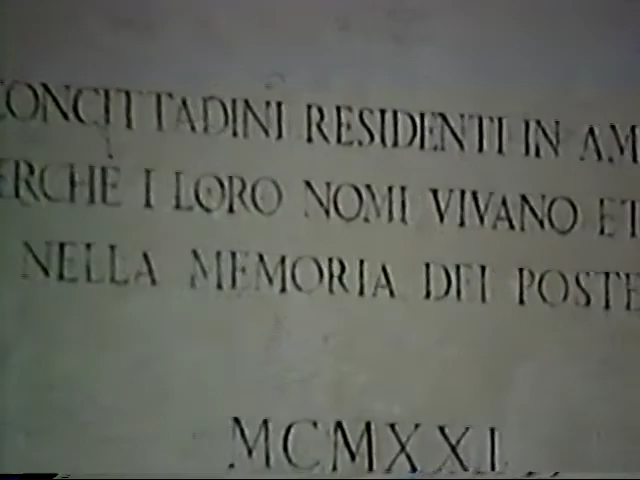 CONCITTADINI RESIDENTI IN AM
ERCHÈ I LORO NOMI VIVANO ET
NELLA MEMORIA DEI POSTE
MCMXXI